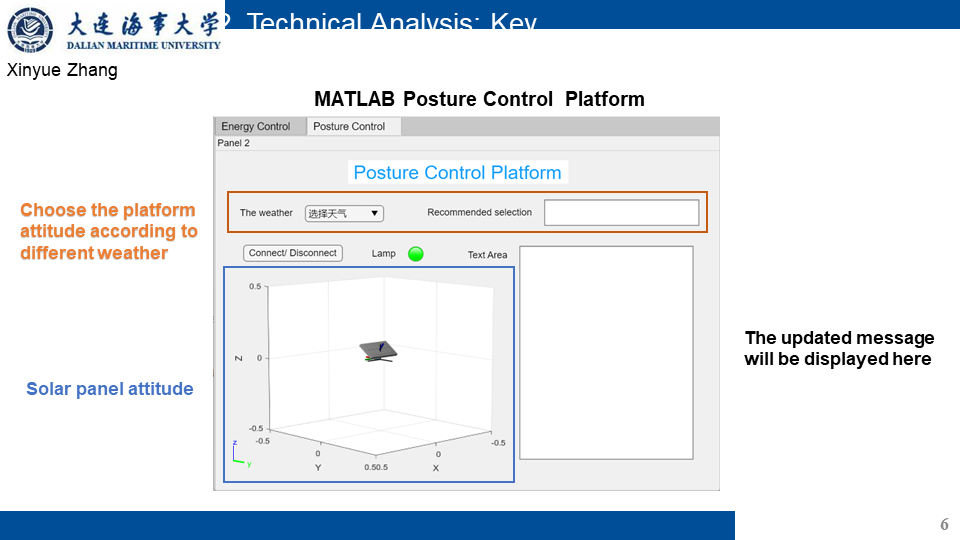 2. Technical Analysis: Key
大连海事大学
DALIAN MARITIME UNIVERSITY
Xinyue Zhang
MATLAB Posture Control Platform
Energy Control
Posture Control
Panel 2
Posture Control Platform
Choose the platform
attitude according to
different weather
The weather
选择天气
Recommended selection
Connect/ Disconnect
Lamp
Text Area
0.5
Z
0
-0.5
-0.5
0
Y
0.50.5
X
0
-0.5
z
y
Solar panel attitude
The updated message
will be displayed here
6